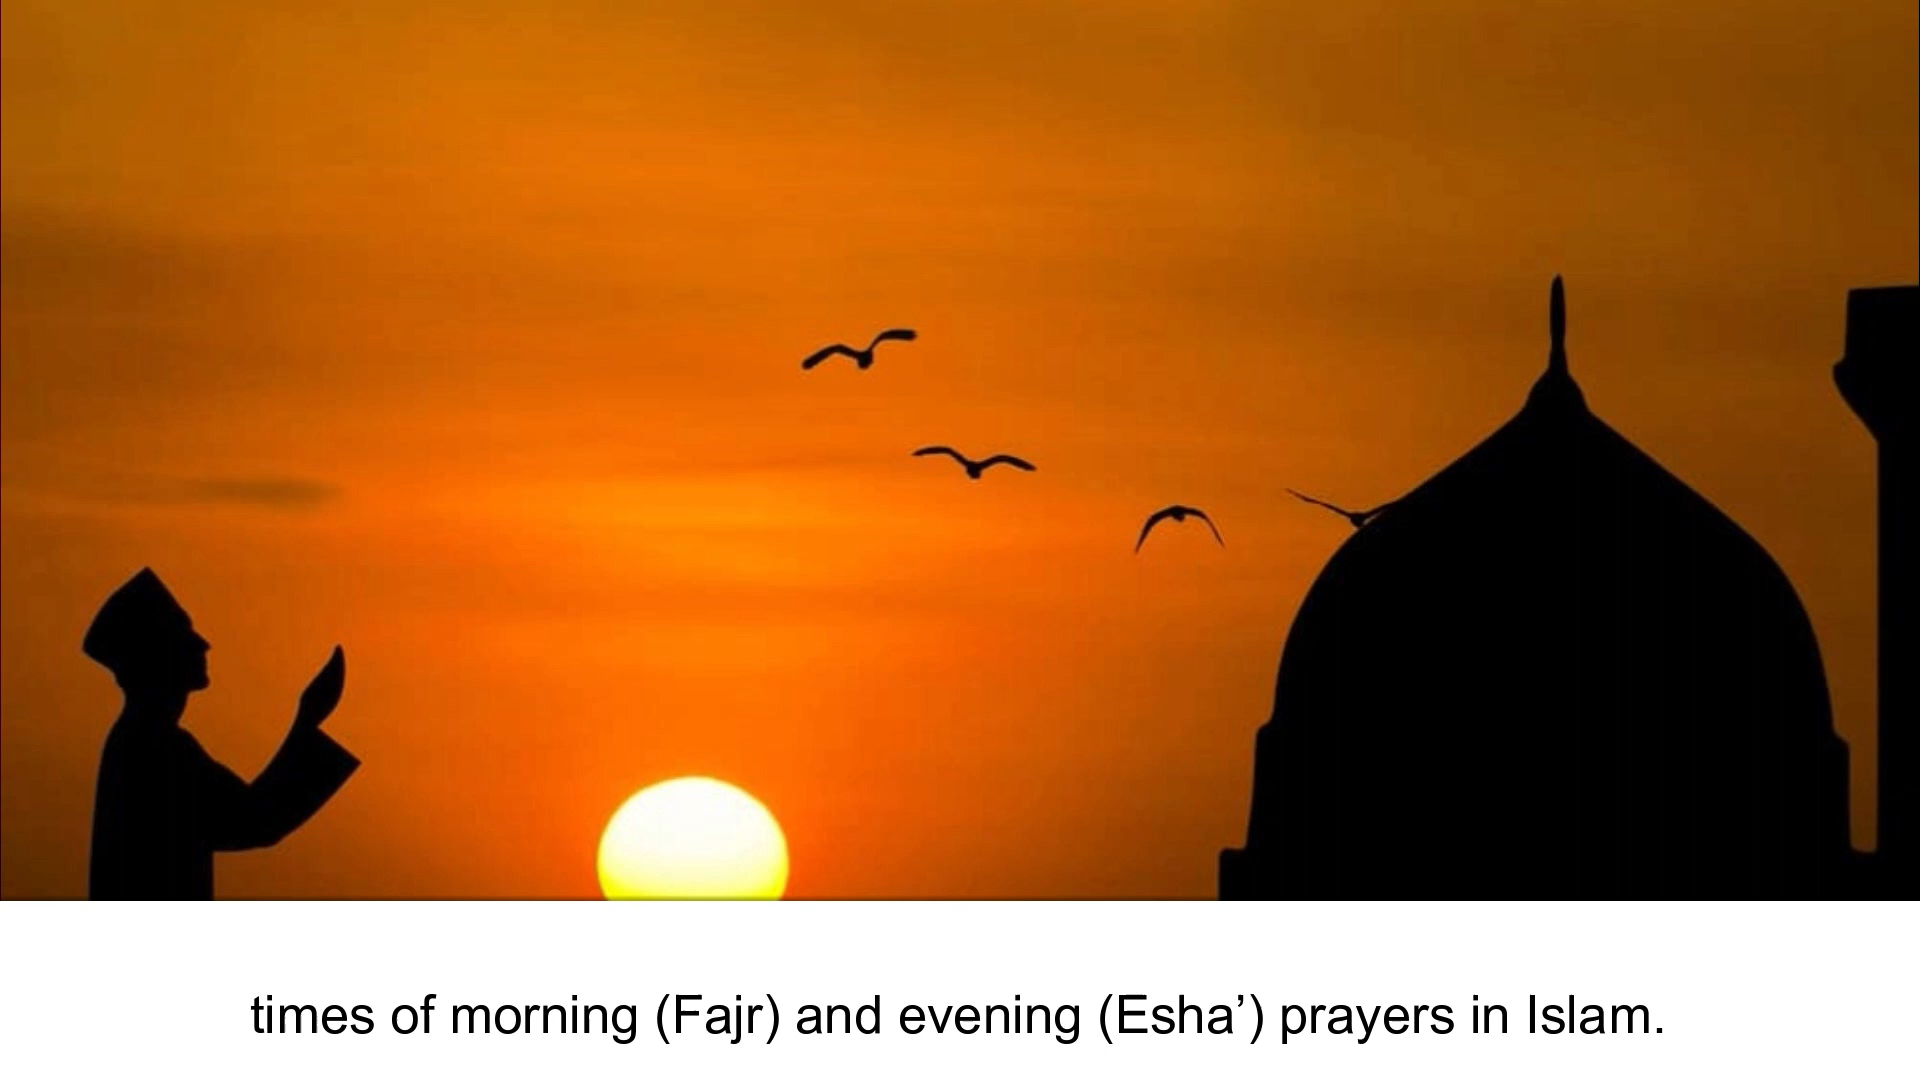 times of morning (Fajr) and evening (Esha’) prayers in Islam.